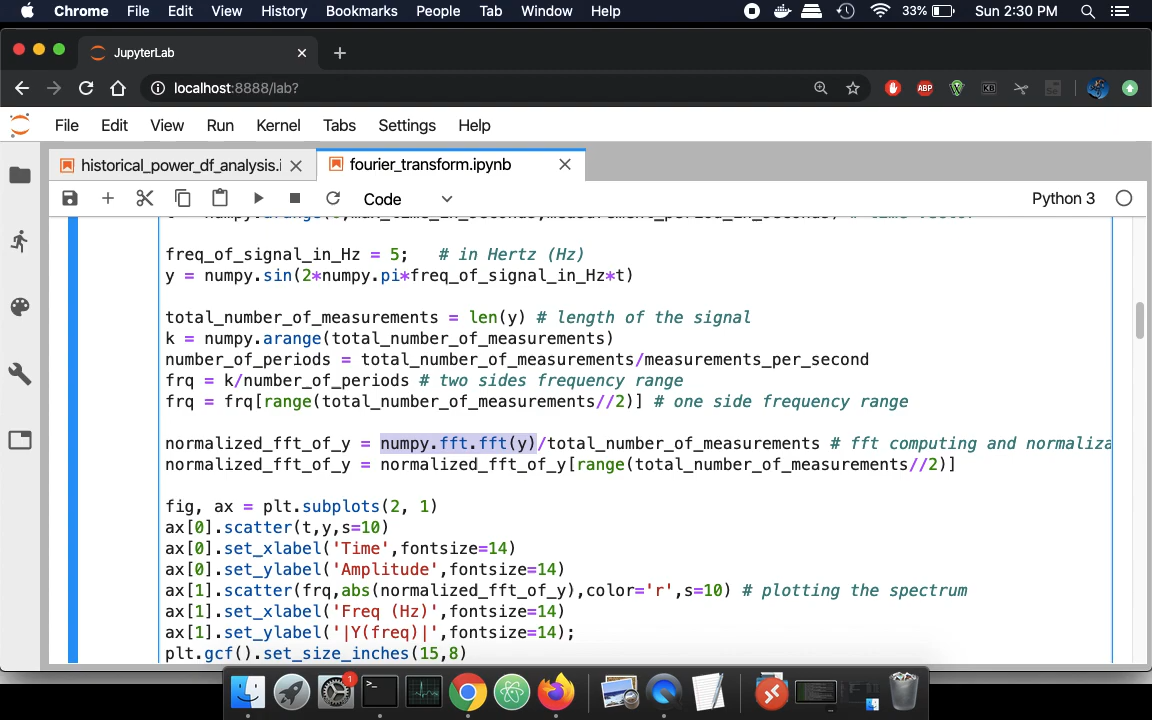 Chrome File Edit View History Bookmarks People Tab Window Help 33% Sun 2:30 PM
JupyterLab
localhost:8888/lab?
ABP
File Edit View Run Kernel Tabs Settings Help
historical_power_df_analysis.i fourier_transform.ipynb
Code Python 3
freq_of_signal_in_Hz = 5; # in Hertz (Hz)
y = numpy.sin(2*numpy.pi*freq_of_signal_in_Hz*t)
total_number_of_measurements = len(y) # length of the signal
k = numpy.arange(total_number_of_measurements)
number_of_periods = total_number_of_measurements/measurements_per_second
frq = k/number_of_periods # two sides frequency range
frq = frq[range(total_number_of_measurements//2)] # one side frequency range
normalized_fft_of_y = numpy.fft.fft(y)/total_number_of_measurements # fft computing and normaliza
normalized_fft_of_y = normalized_fft_of_y[range(total_number_of_measurements//2)]
fig, ax = plt.subplots(2, 1)
ax[0].scatter(t,y,s=10)
ax[0].set_xlabel('Time',fontsize=14)
ax[0].set_ylabel('Amplitude',fontsize=14)
ax[1].scatter(frq,abs(normalized_fft_of_y),color='r',s=10) # plotting the spectrum
ax[1].set_xlabel('Freq (Hz)',fontsize=14)
ax[1].set_ylabel('|Y(freq)|',fontsize=14);
plt.gcf().set_size_inches(15,8)
1